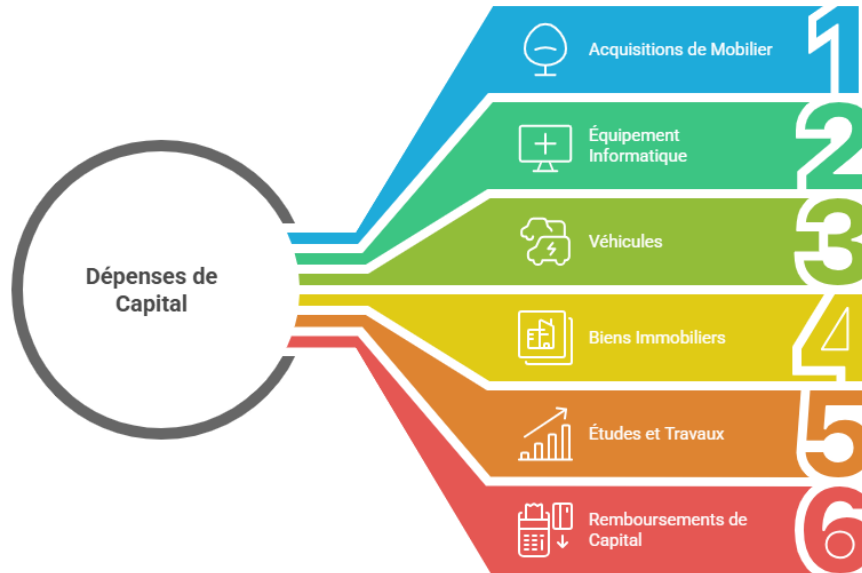 Dépenses de
Capital
Acquisitions de Mobilier
1
Équipement
Informatique
2
Véhicules
3
Biens Immobiliers
4
Études et Travaux
5
Remboursements de
Capital
6